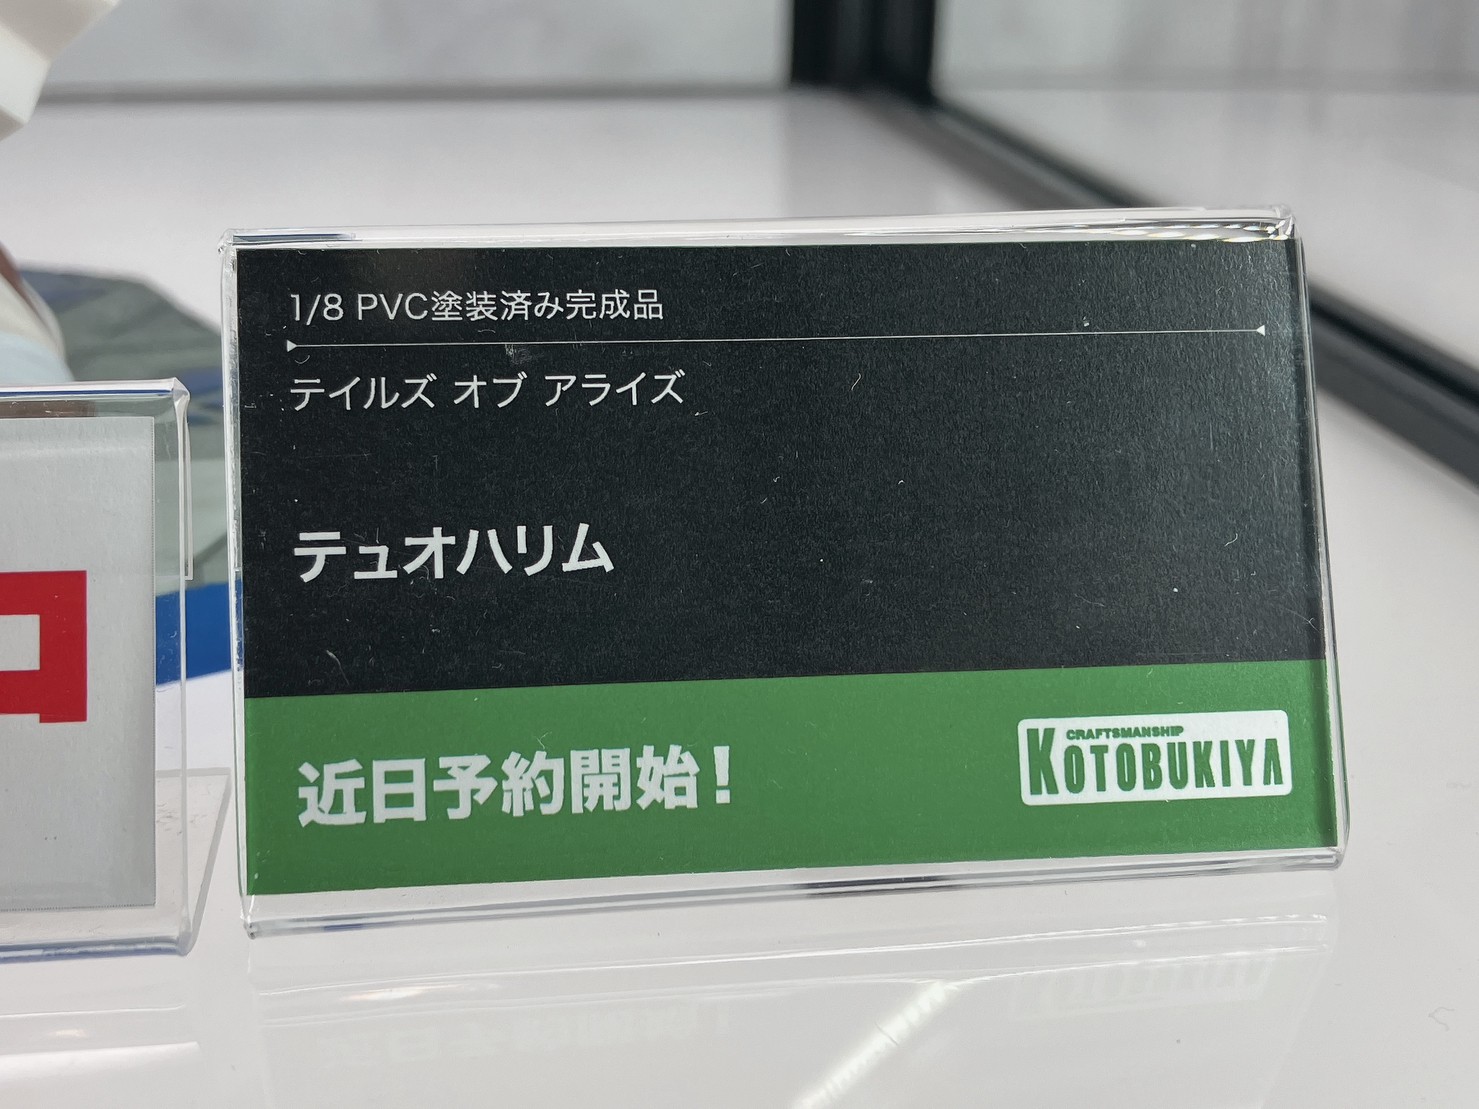 1/8 PVC塗装済み完成品
テイルズ オブ アライズ
テュオハリム
近日予約開始!
CRAFTSMANSHIP
KOTOBUKIYA